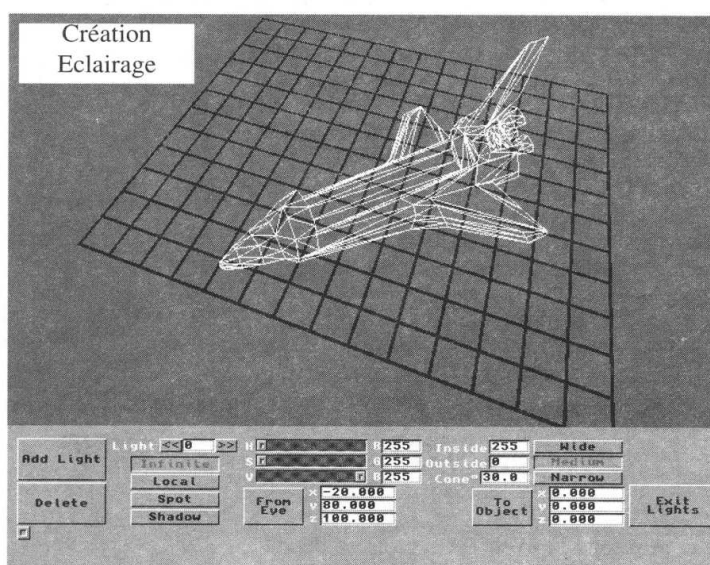 Création
Eclairage
Add Light
Delete
Light << 0 >>
Infinite
Local
Spot
Shadow
H R 255
S G 255
V B 255
From Eye
X -20.000
Y 80.000
Z 100.000
Inside 255
Outside 0
Cone° 30.0
Wide
Medium
Narrow
To Object
X 0.000
Y 0.000
Z 0.000
Exit Lights